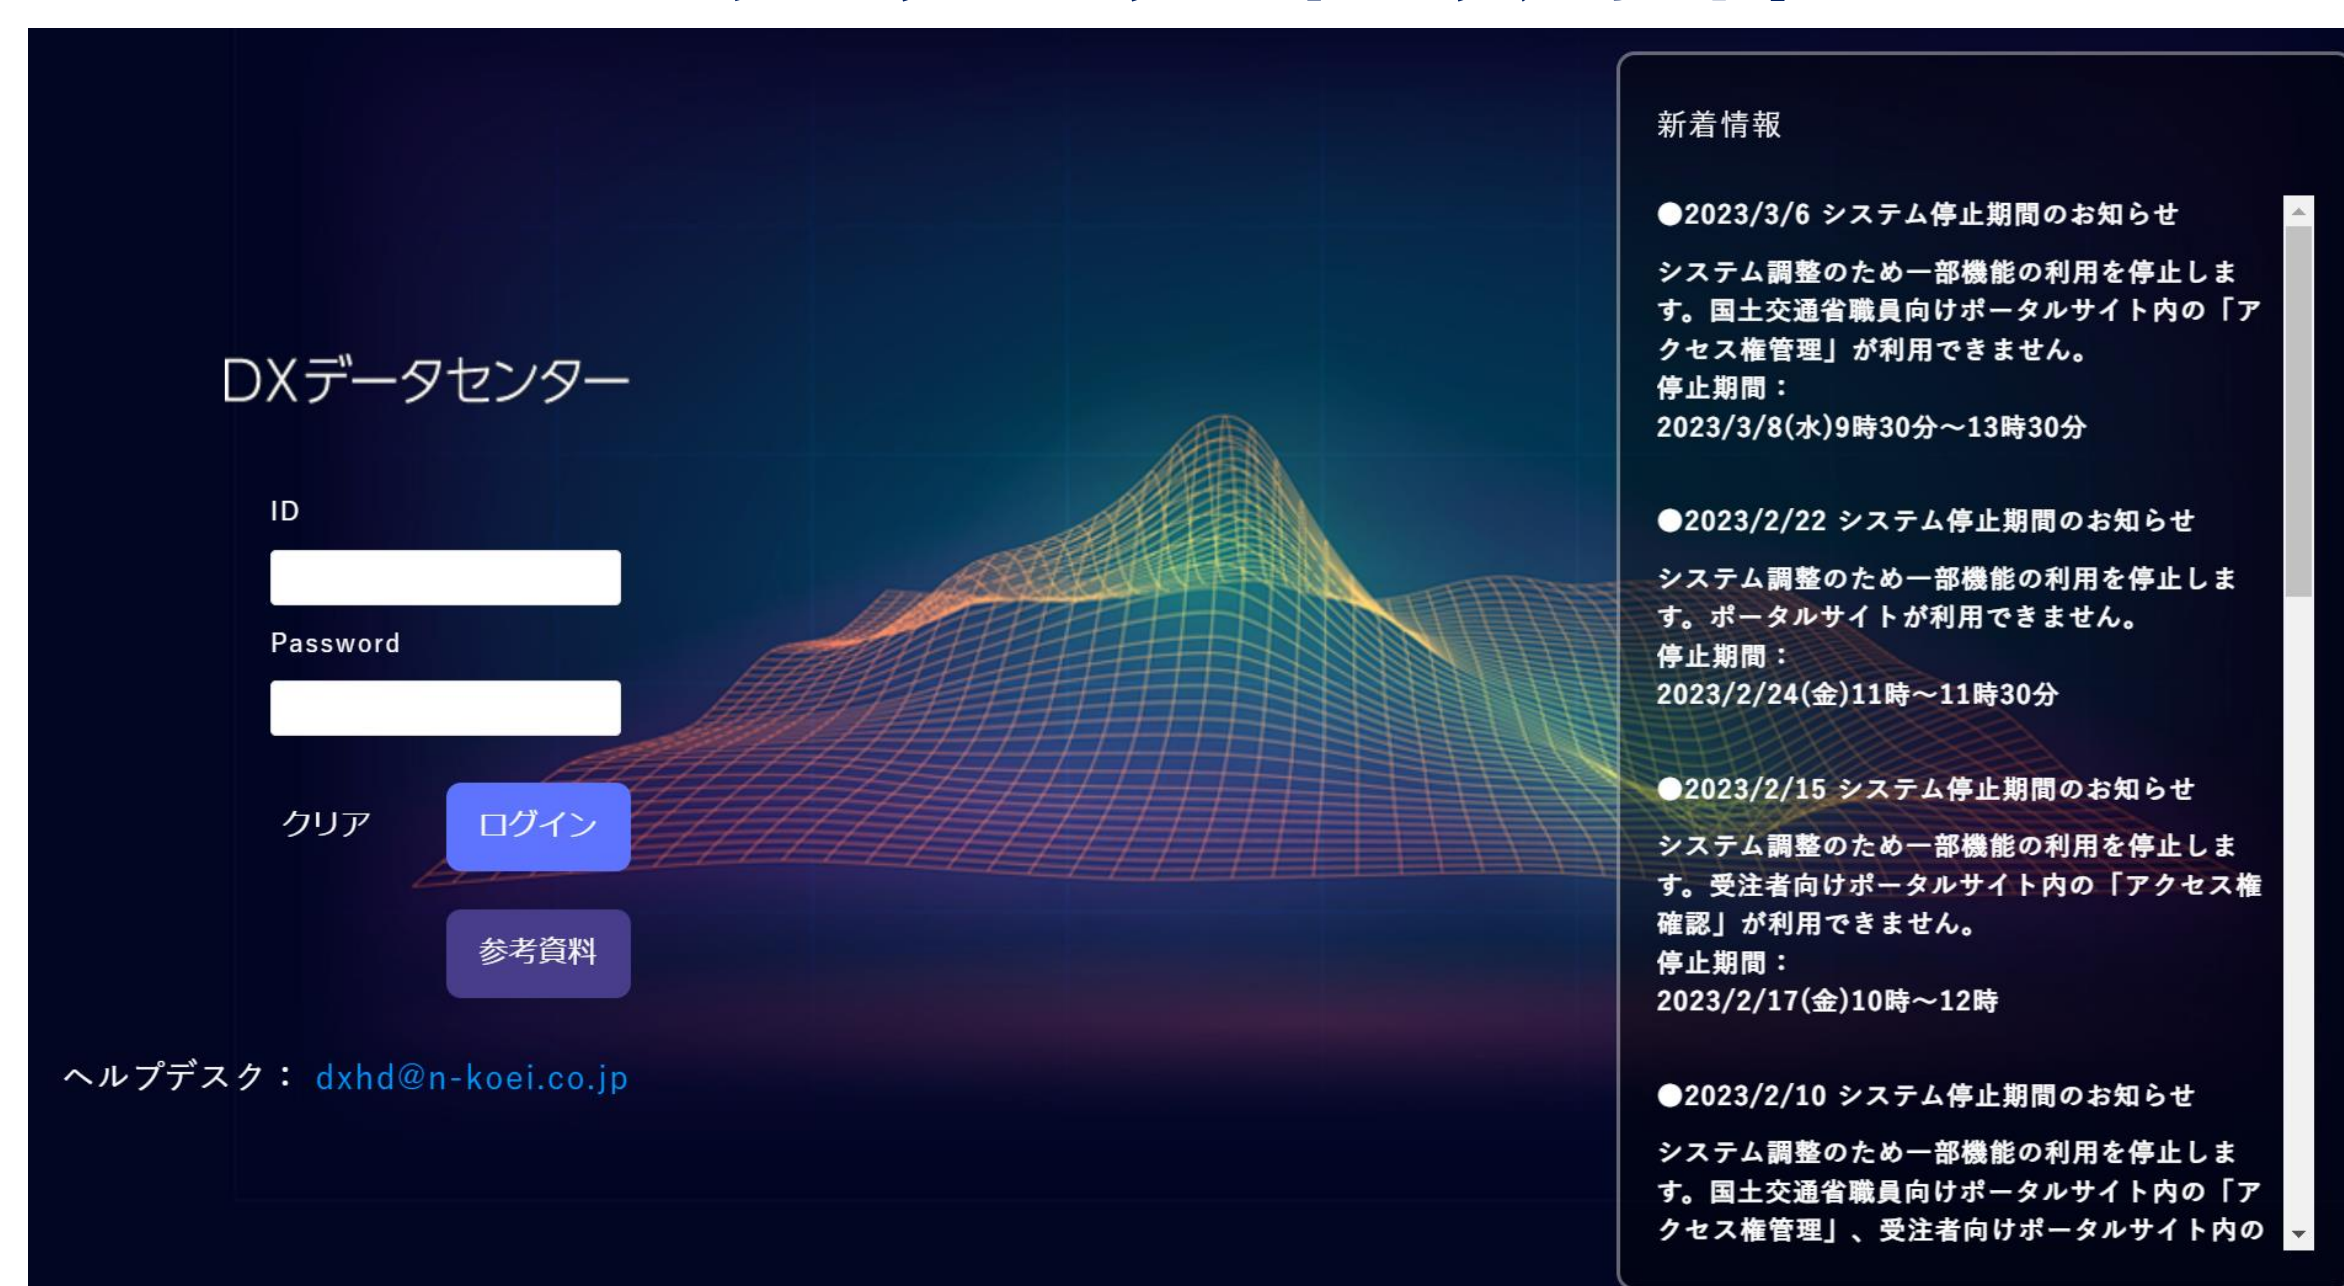 DXデータセンター
ID
Password
クリア
ログイン
参考資料
ヘルプデスク： dxhd@n-koei.co.jp
新着情報
●2023/3/6 システム停止期間のお知らせ
システム調整のため一部機能の利用を停止しま
す。国土交通省職員向けポータルサイト内の「ア
クセス権管理」が利用できません。
停止期間：
2023/3/8(水)9時30分～13時30分
●2023/2/22 システム停止期間のお知らせ
システム調整のため一部機能の利用を停止しま
す。ポータルサイトが利用できません。
停止期間：
2023/2/24(金)11時～11時30分
●2023/2/15 システム停止期間のお知らせ
システム調整のため一部機能の利用を停止しま
す。受注者向けポータルサイト内の「アクセス権
確認」が利用できません。
停止期間：
2023/2/17(金)10時～12時
●2023/2/10 システム停止期間のお知らせ
システム調整のため一部機能の利用を停止しま
す。国土交通省職員向けポータルサイト内の「ア
クセス権管理」、受注者向けポータルサイト内の